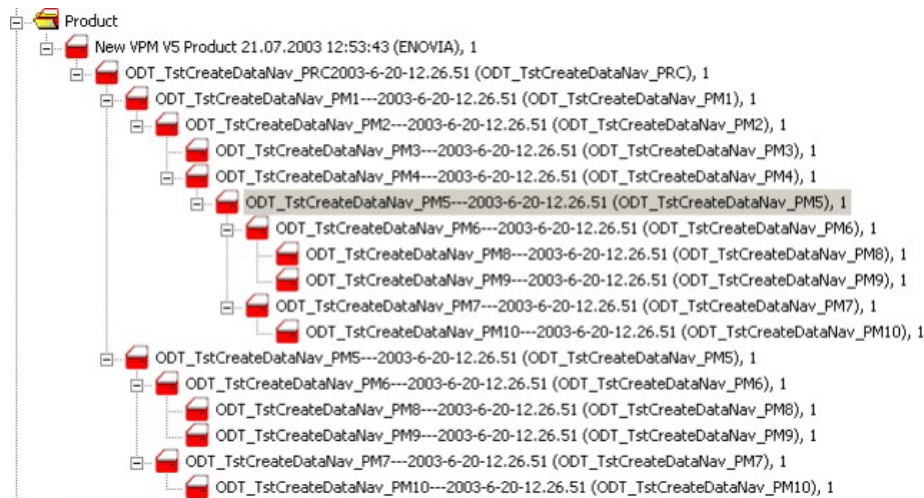 Product
New VPM V5 Product 21.07.2003 12:53:43 (ENOVIA), 1
ODT_TstCreateDataNav_PRC2003-6-20-12.26.51 (ODT_TstCreateDataNav_PRC), 1
ODT_TstCreateDataNav_PM1---2003-6-20-12.26.51 (ODT_TstCreateDataNav_PM1), 1
ODT_TstCreateDataNav_PM2---2003-6-20-12.26.51 (ODT_TstCreateDataNav_PM2), 1
ODT_TstCreateDataNav_PM3---2003-6-20-12.26.51 (ODT_TstCreateDataNav_PM3), 1
ODT_TstCreateDataNav_PM4---2003-6-20-12.26.51 (ODT_TstCreateDataNav_PM4), 1
ODT_TstCreateDataNav_PM5---2003-6-20-12.26.51 (ODT_TstCreateDataNav_PM5), 1
ODT_TstCreateDataNav_PM6---2003-6-20-12.26.51 (ODT_TstCreateDataNav_PM6), 1
ODT_TstCreateDataNav_PM8---2003-6-20-12.26.51 (ODT_TstCreateDataNav_PM8), 1
ODT_TstCreateDataNav_PM9---2003-6-20-12.26.51 (ODT_TstCreateDataNav_PM9), 1
ODT_TstCreateDataNav_PM7---2003-6-20-12.26.51 (ODT_TstCreateDataNav_PM7), 1
ODT_TstCreateDataNav_PM10---2003-6-20-12.26.51 (ODT_TstCreateDataNav_PM10), 1
ODT_TstCreateDataNav_PM5---2003-6-20-12.26.51 (ODT_TstCreateDataNav_PM5), 1
ODT_TstCreateDataNav_PM6---2003-6-20-12.26.51 (ODT_TstCreateDataNav_PM6), 1
ODT_TstCreateDataNav_PM8---2003-6-20-12.26.51 (ODT_TstCreateDataNav_PM8), 1
ODT_TstCreateDataNav_PM9---2003-6-20-12.26.51 (ODT_TstCreateDataNav_PM9), 1
ODT_TstCreateDataNav_PM7---2003-6-20-12.26.51 (ODT_TstCreateDataNav_PM7), 1
ODT_TstCreateDataNav_PM10---2003-6-20-12.26.51 (ODT_TstCreateDataNav_PM10), 1